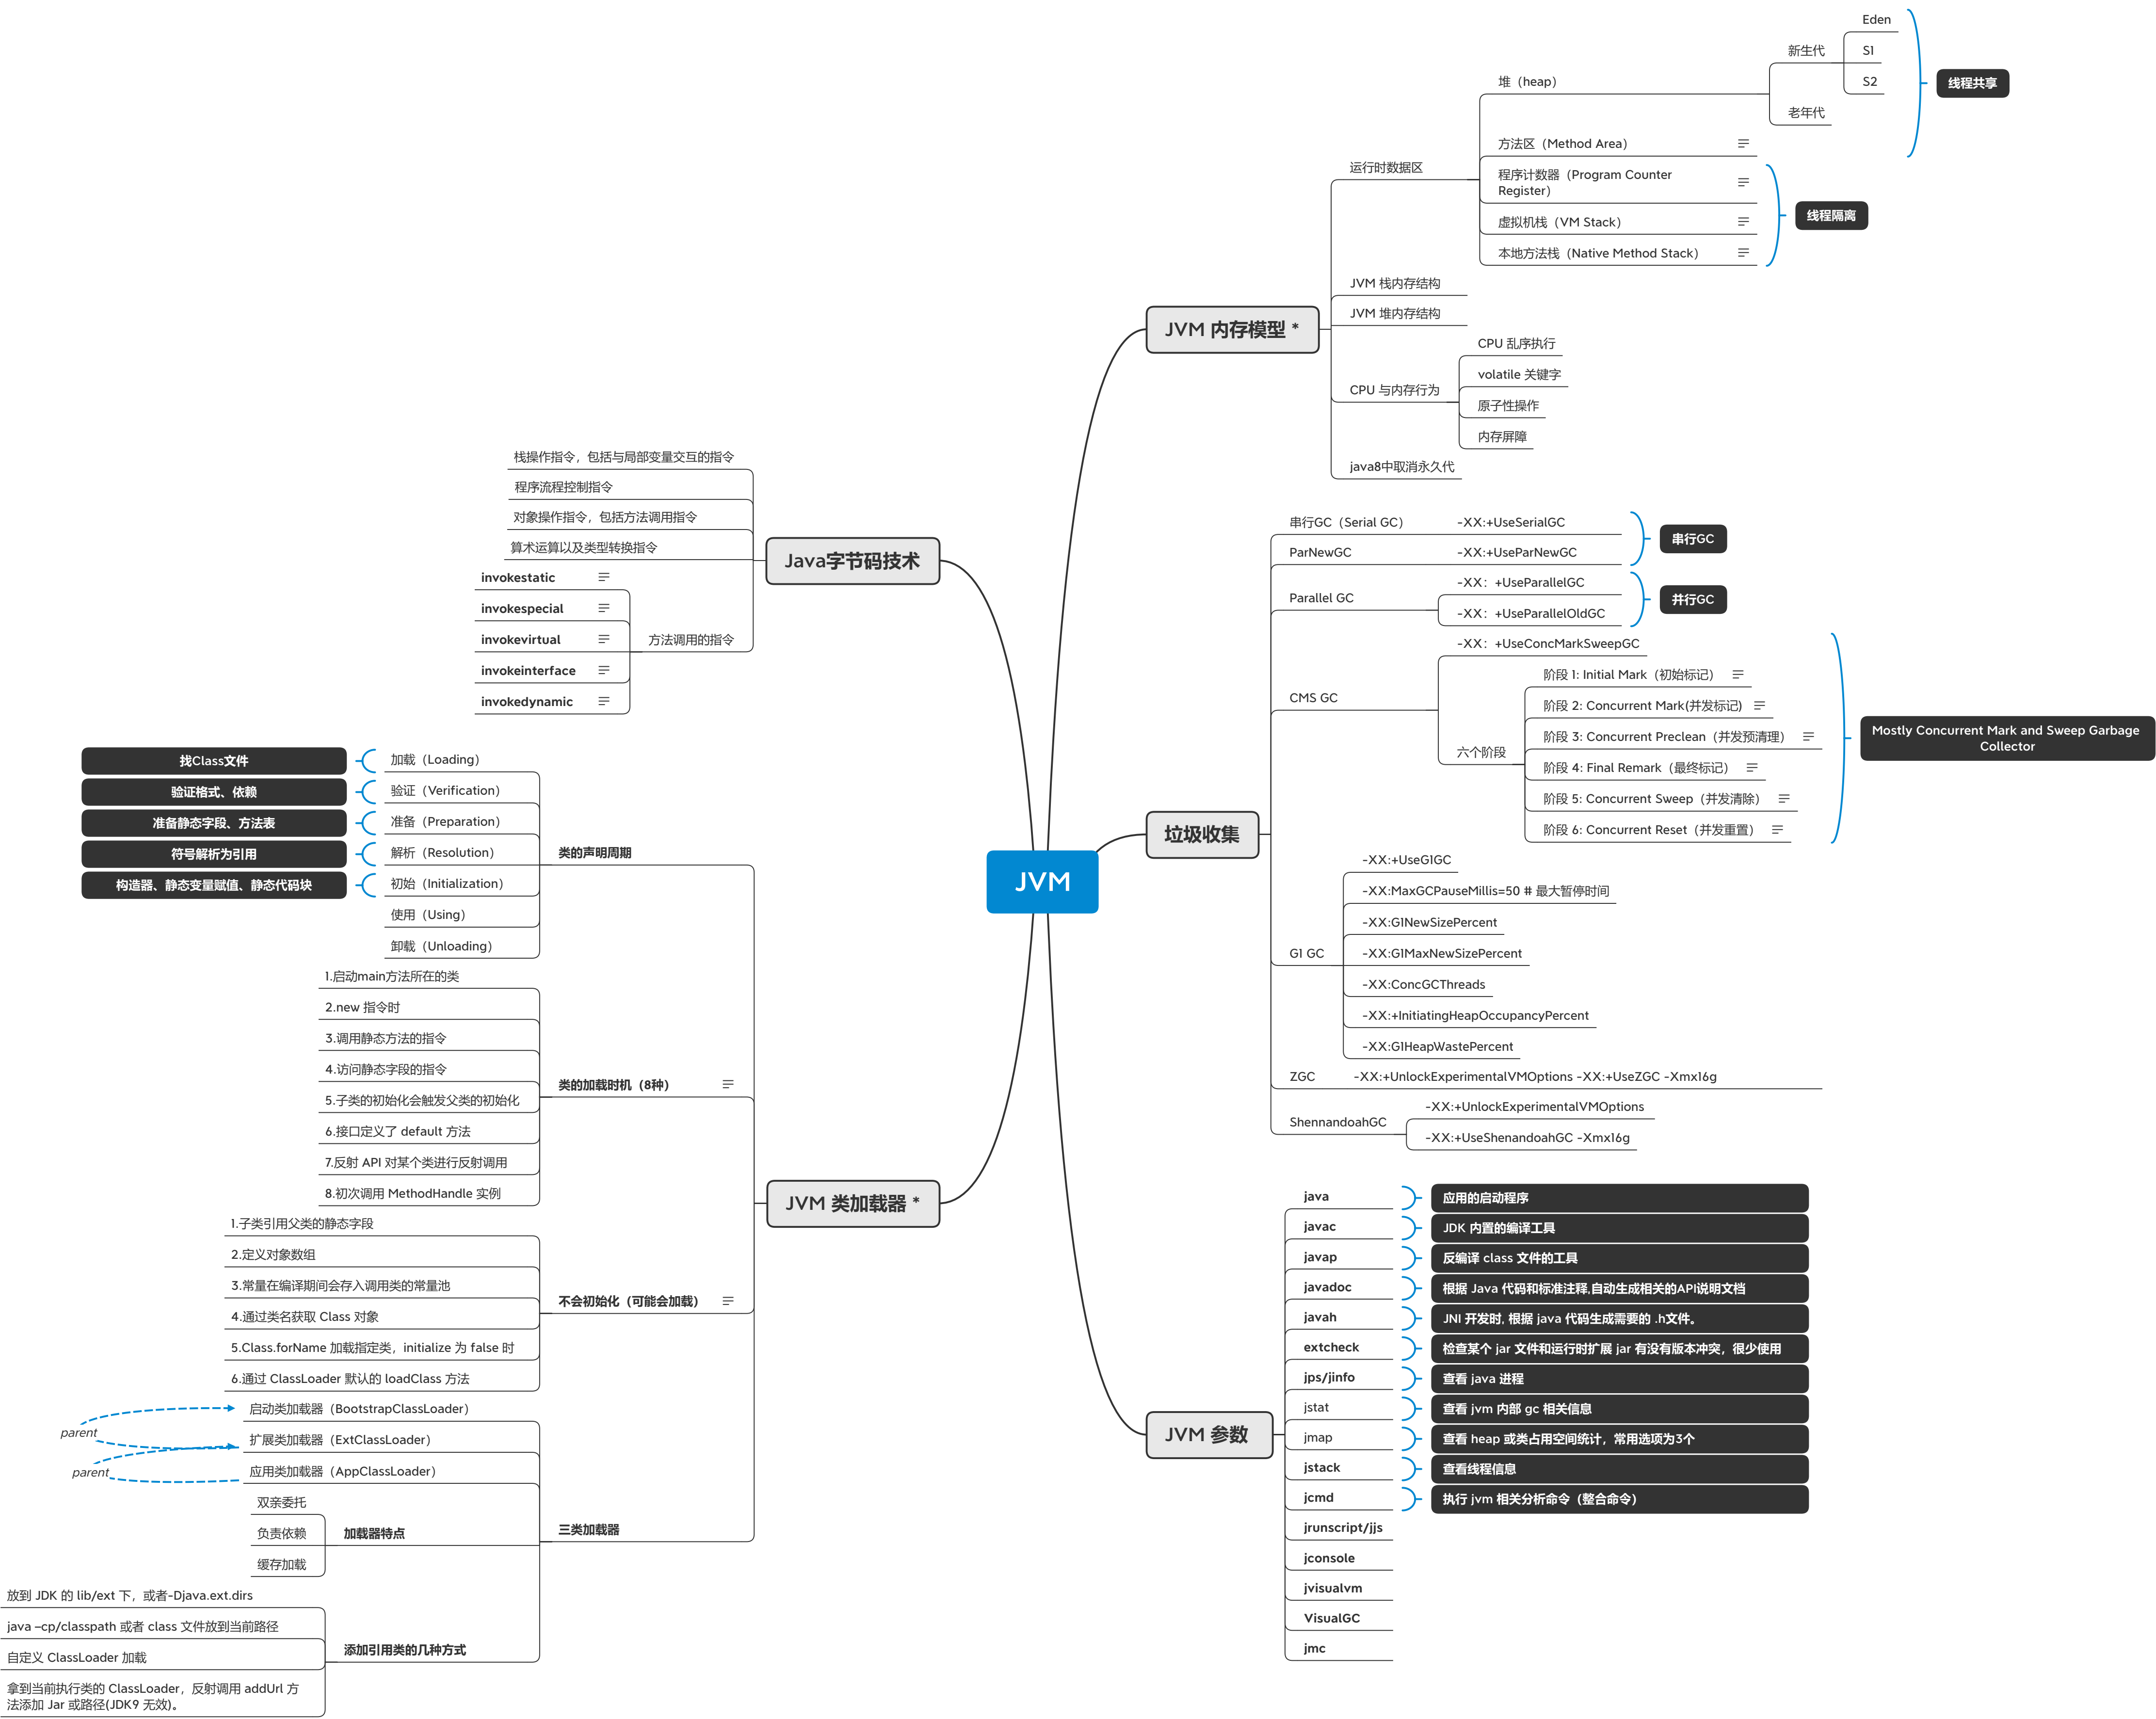 JVM
JVM 内存模型 *
运行时数据区
堆（heap）
新生代
Eden
S1
S2
老年代
方法区（Method Area）
线程共享
程序计数器（Program Counter
Register）
虚拟机栈（VM Stack）
本地方法栈（Native Method Stack）
线程隔离
JVM 栈内存结构
JVM 堆内存结构
CPU 与内存行为
CPU 乱序执行
volatile 关键字
原子性操作
内存屏障
java8中取消永久代
垃圾收集
串行GC（Serial GC）
-XX:+UseSerialGC
ParNewGC
-XX:+UseParNewGC
串行GC
Parallel GC
-XX：+UseParallelGC
-XX：+UseParallelOldGC
并行GC
CMS GC
-XX：+UseConcMarkSweepGC
六个阶段
阶段 1: Initial Mark（初始标记）
阶段 2: Concurrent Mark(并发标记)
阶段 3: Concurrent Preclean（并发预清理）
阶段 4: Final Remark（最终标记）
阶段 5: Concurrent Sweep（并发清除）
阶段 6: Concurrent Reset（并发重置）
Mostly Concurrent Mark and Sweep Garbage
Collector
G1 GC
-XX:+UseG1GC
-XX:MaxGCPauseMillis=50 # 最大暂停时间
-XX:G1NewSizePercent
-XX:G1MaxNewSizePercent
-XX:ConcGCThreads
-XX:+InitiatingHeapOccupancyPercent
-XX:G1HeapWastePercent
ZGC
-XX:+UnlockExperimentalVMOptions -XX:+UseZGC -Xmx16g
ShennandoahGC
-XX:+UnlockExperimentalVMOptions
-XX:+UseShenandoahGC -Xmx16g
JVM 参数
java
应用的启动程序
javac
JDK 内置的编译工具
javap
反编译 class 文件的工具
javadoc
根据 Java 代码和标准注释,自动生成相关的API说明文档
javah
JNI 开发时, 根据 java 代码生成需要的 .h文件。
extcheck
检查某个 jar 文件和运行时扩展 jar 有没有版本冲突，很少使用
jps/jinfo
查看 java 进程
jstat
查看 jvm 内部 gc 相关信息
jmap
查看 heap 或类占用空间统计，常用选项为3个
jstack
查看线程信息
jcmd
执行 jvm 相关分析命令（整合命令）
jrunscript/jjs
jconsole
jvisualvm
VisualGC
jmc
Java字节码技术
栈操作指令，包括与局部变量交互的指令
程序流程控制指令
对象操作指令，包括方法调用指令
算术运算以及类型转换指令
方法调用的指令
invokestatic
invokespecial
invokevirtual
invokeinterface
invokedynamic
JVM 类加载器 *
类的声明周期
加载（Loading）
找Class文件
验证（Verification）
验证格式、依赖
准备（Preparation）
准备静态字段、方法表
解析（Resolution）
符号解析为引用
初始（Initialization）
构造器、静态变量赋值、静态代码块
使用（Using）
卸载（Unloading）
类的加载时机（8种）
1.启动main方法所在的类
2.new 指令时
3.调用静态方法的指令
4.访问静态字段的指令
5.子类的初始化会触发父类的初始化
6.接口定义了 default 方法
7.反射 API 对某个类进行反射调用
8.初次调用 MethodHandle 实例
不会初始化（可能会加载）
1.子类引用父类的静态字段
2.定义对象数组
3.常量在编译期间会存入调用类的常量池
4.通过类名获取 Class 对象
5.Class.forName 加载指定类，initialize 为 false 时
6.通过 ClassLoader 默认的 loadClass 方法
三类加载器
启动类加载器（BootstrapClassLoader）
parent
扩展类加载器（ExtClassLoader）
parent
应用类加载器（AppClassLoader）
加载器特点
双亲委托
负责依赖
缓存加载
添加引用类的几种方式
放到 JDK 的 lib/ext 下，或者-Djava.ext.dirs
java –cp/classpath 或者 class 文件放到当前路径
自定义 ClassLoader 加载
拿到当前执行类的 ClassLoader，反射调用 addUrl 方
法添加 Jar 或路径(JDK9 无效)。